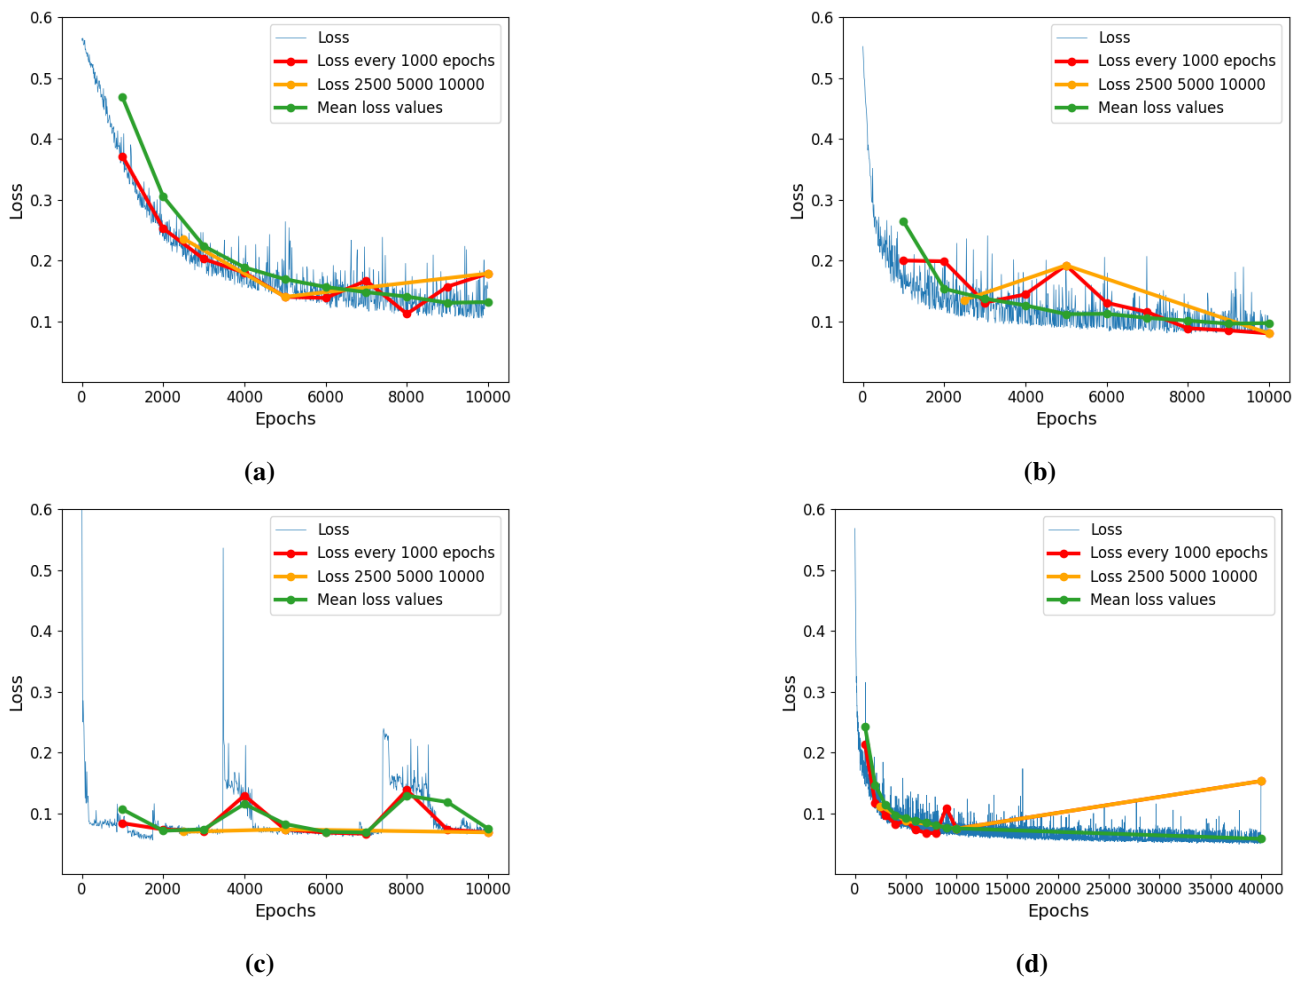 0.6
0.5
0.4
0.3
0.2
0.1
Loss
0 2000 4000 6000 8000 10000
Epochs
Loss
Loss every 1000 epochs
Loss 2500 5000 10000
Mean loss values
(a)
0.6
0.5
0.4
0.3
0.2
0.1
Loss
0 2000 4000 6000 8000 10000
Epochs
Loss
Loss every 1000 epochs
Loss 2500 5000 10000
Mean loss values
(b)
0.6
0.5
0.4
0.3
0.2
0.1
Loss
0 2000 4000 6000 8000 10000
Epochs
Loss
Loss every 1000 epochs
Loss 2500 5000 10000
Mean loss values
(c)
0.6
0.5
0.4
0.3
0.2
0.1
Loss
0 5000 10000 15000 20000 25000 30000 35000 40000
Epochs
Loss
Loss every 1000 epochs
Loss 2500 5000 10000
Mean loss values
(d)